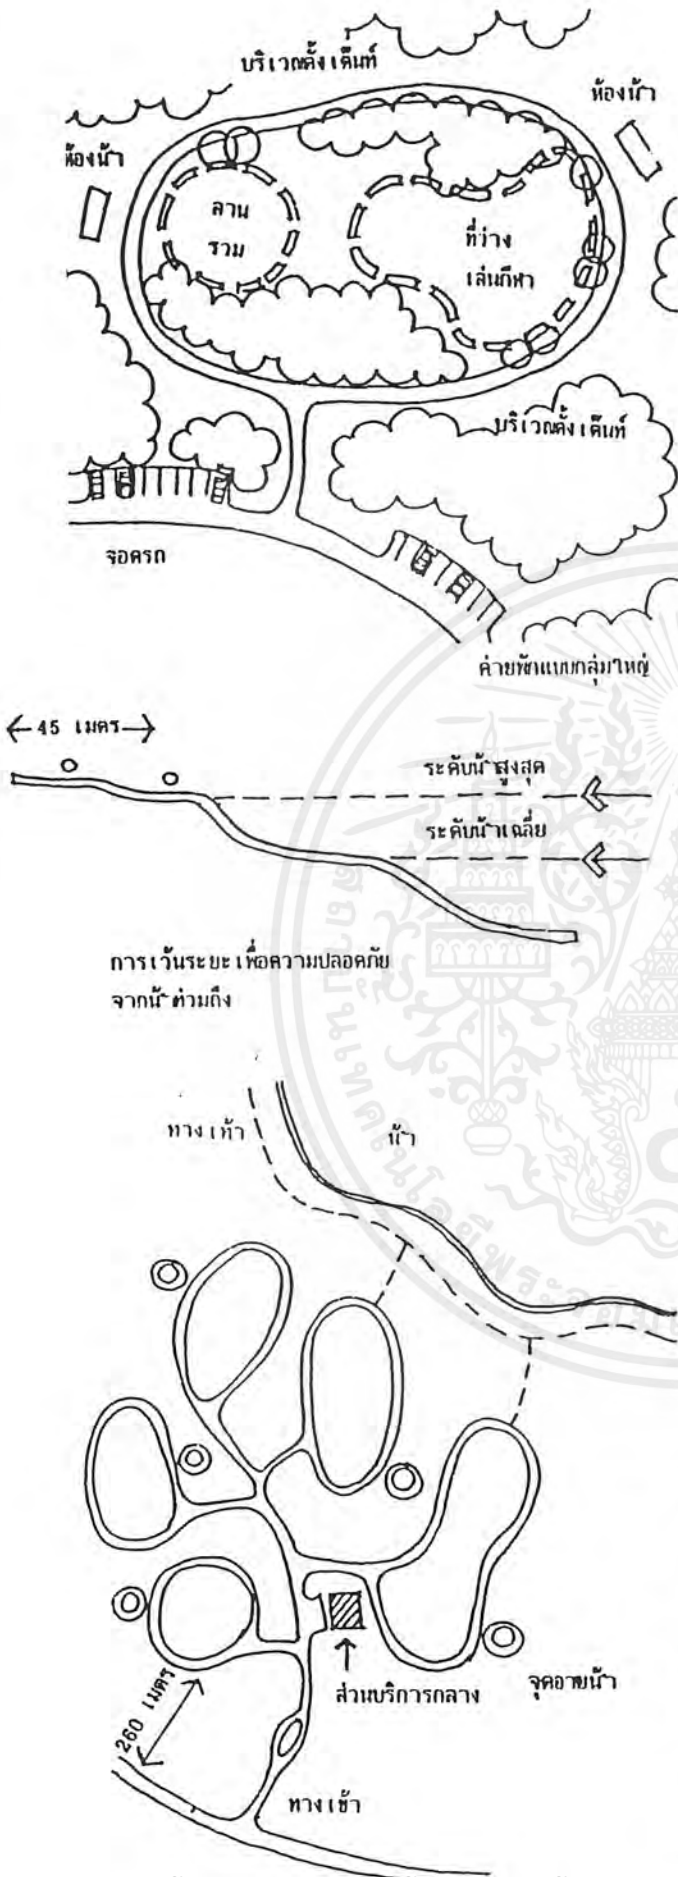 บริเวณตั้งเต็นท์
ห้องน้ำ
ห้องน้ำ
ลาน
รวม
ที่ว่าง
เล่นกีฬา
บริเวณตั้งเต็นท์
จอดรถ
ค่ายพักแบบกลุ่มใหญ่
45 เมตร
ระดับน้ำสูงสุด
ระดับน้ำเฉลี่ย
การเว้นระยะเพื่อความปลอดภัย
จากน้ำท่วมถึง
ทางเท้า
น้ำ
ส่วนบริการกลาง
จุดอาบน้ำ
260 เมตร
ทางเข้า